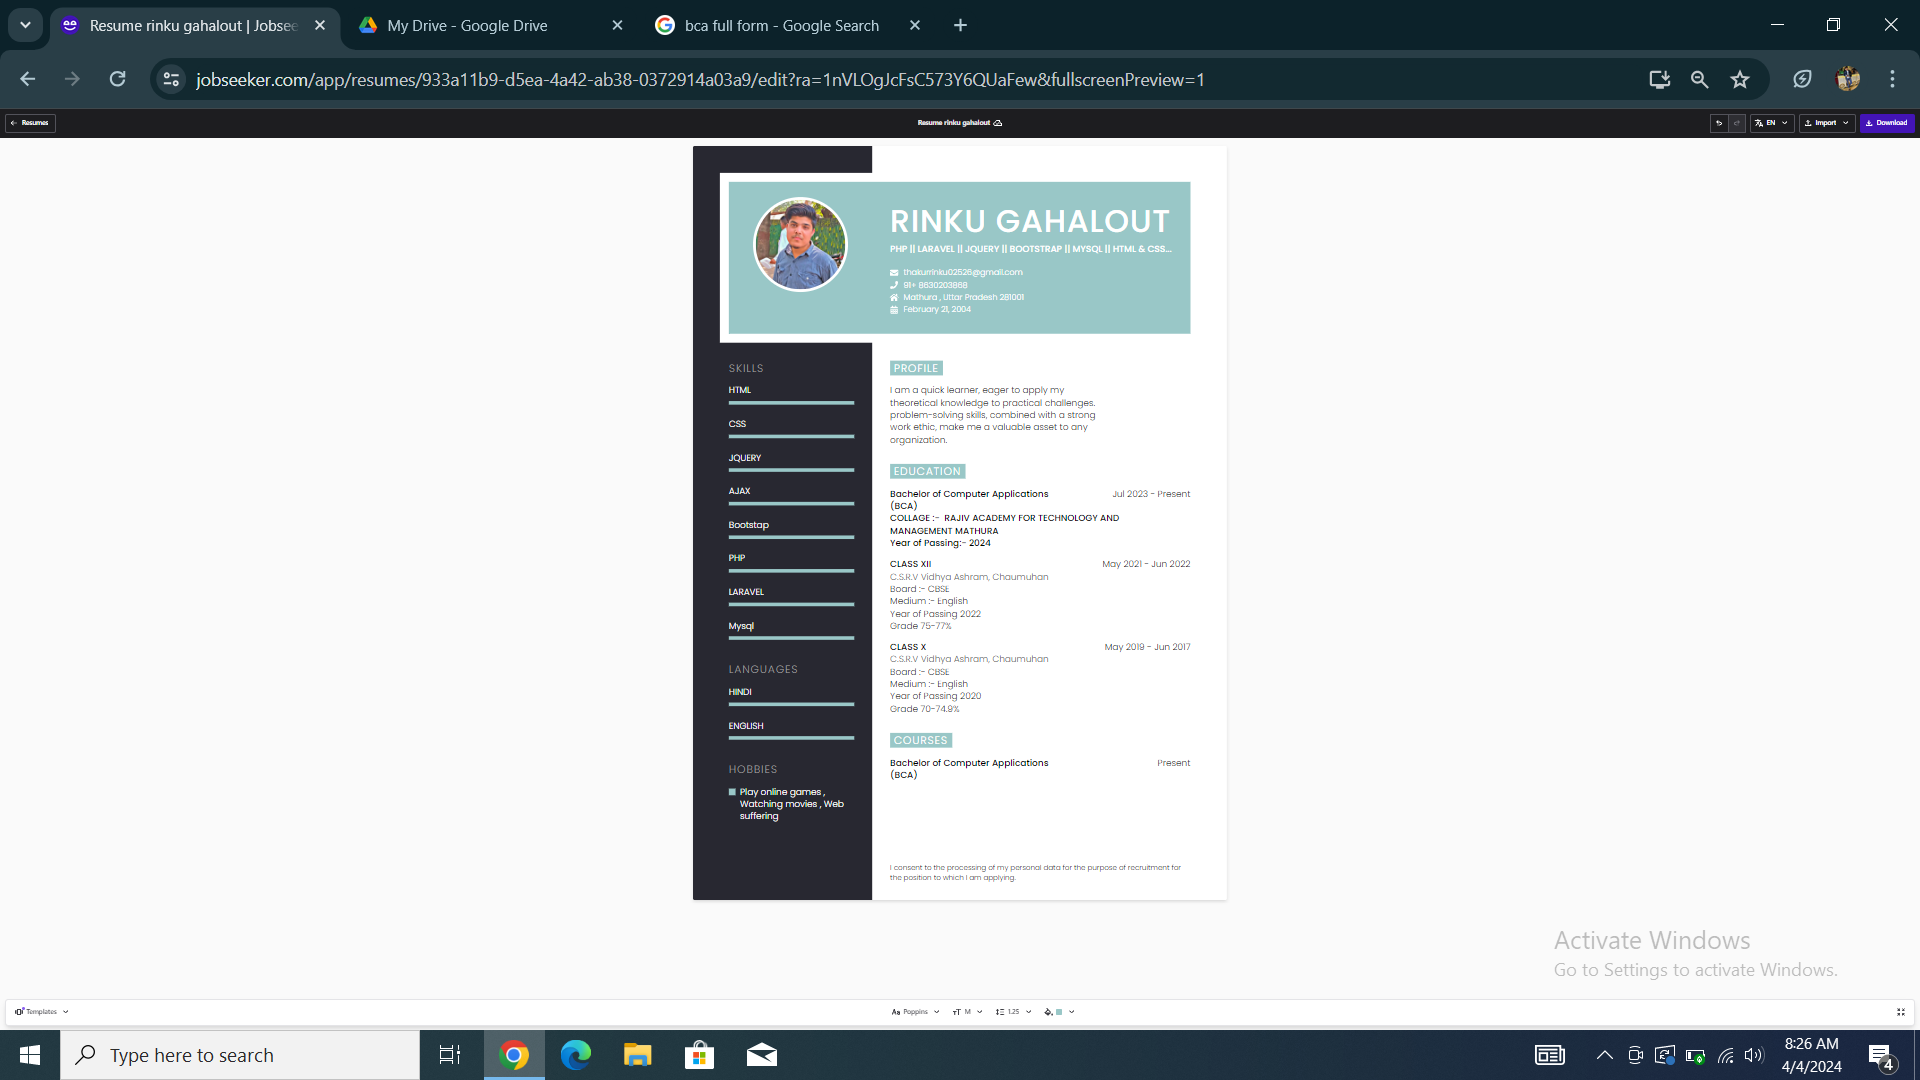 Resume rinku gahalout | Jobsee
My Drive - Google Drive
bca full form - Google Search
jobseeker.com/app/resumes/933a11b9-d5ea-4a42-ab38-0372914a03a9/edit?ra=1nVLOgJcFsC573Y6QUaFew&fullscreenPreview=1
Resumes
Resume rinku gahalout
EN
Import
Download
RINKU GAHALOUT
PHP || LARAVEL || JQUERY || BOOTSTRAP || MYSQL || HTML & CSS...
thakurrinku02526@gmail.com
91+ 8630203868
Mathura , Uttar Pradesh 281001
February 21, 2004
SKILLS
HTML
CSS
JQUERY
AJAX
Bootstap
PHP
LARAVEL
Mysql
LANGUAGES
HINDI
ENGLISH
HOBBIES
Play online games ,
Watching movies , Web
suffering
PROFILE
I am a quick learner, eager to apply my
theoretical knowledge to practical challenges.
problem-solving skills, combined with a strong
work ethic, make me a valuable asset to any
organization.
EDUCATION
Bachelor of Computer Applications Jul 2023 - Present
(BCA)
COLLAGE :- RAJIV ACADEMY FOR TECHNOLOGY AND
MANAGEMENT MATHURA
Year of Passing:- 2024
CLASS XII May 2021 - Jun 2022
C.S.R.V Vidhya Ashram, Chaumuhan
Board :- CBSE
Medium :- English
Year of Passing 2022
Grade 75-77%
CLASS X May 2019 - Jun 2017
C.S.R.V Vidhya Ashram, Chaumuhan
Board :- CBSE
Medium :- English
Year of Passing 2020
Grade 70-74.9%
COURSES
Bachelor of Computer Applications Present
(BCA)
I consent to the processing of my personal data for the purpose of recruitment for
the position to which I am applying.
Activate Windows
Go to Settings to activate Windows.
Templates
Aa Poppins
TT M
1.25
Type here to search
8:26 AM
4/4/2024
4